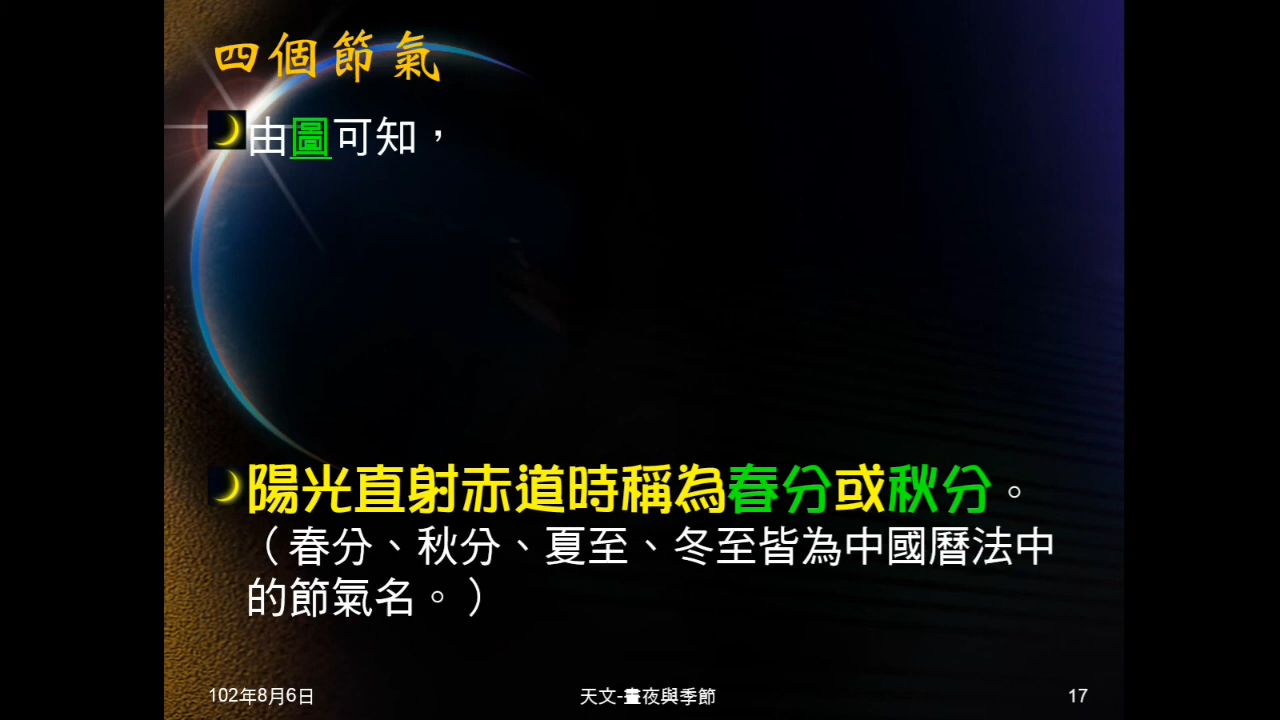 四個節氣
由圖可知，
陽光直射赤道時稱為春分或秋分。
（春分、秋分、夏至、冬至皆為中國曆法中
的節氣名。）
102年8月6日
天文-晝夜與季節
17